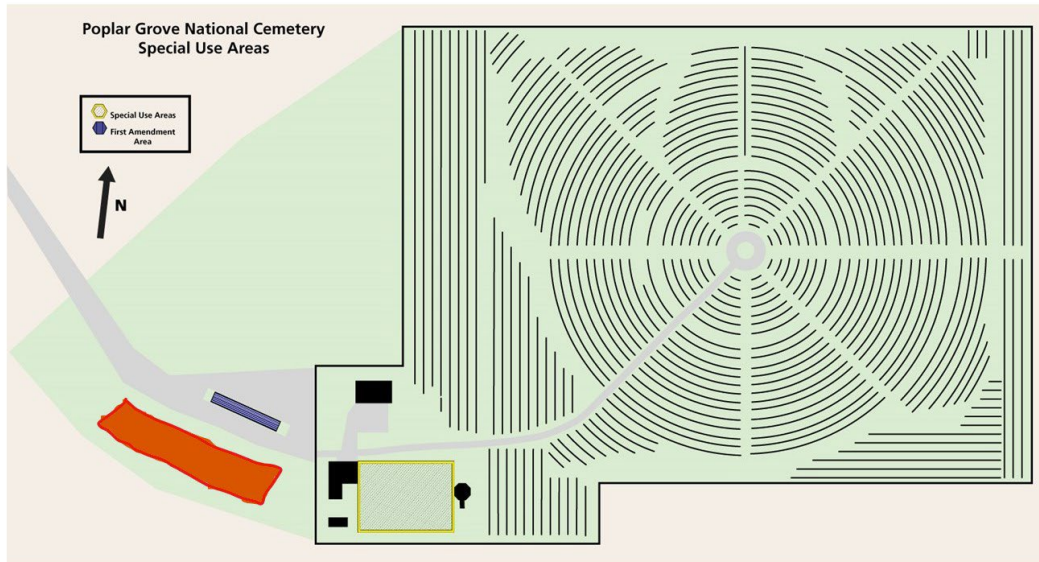 Poplar Grove National Cemetery
Special Use Areas
Special Use Areas
First Amendment
Area
N